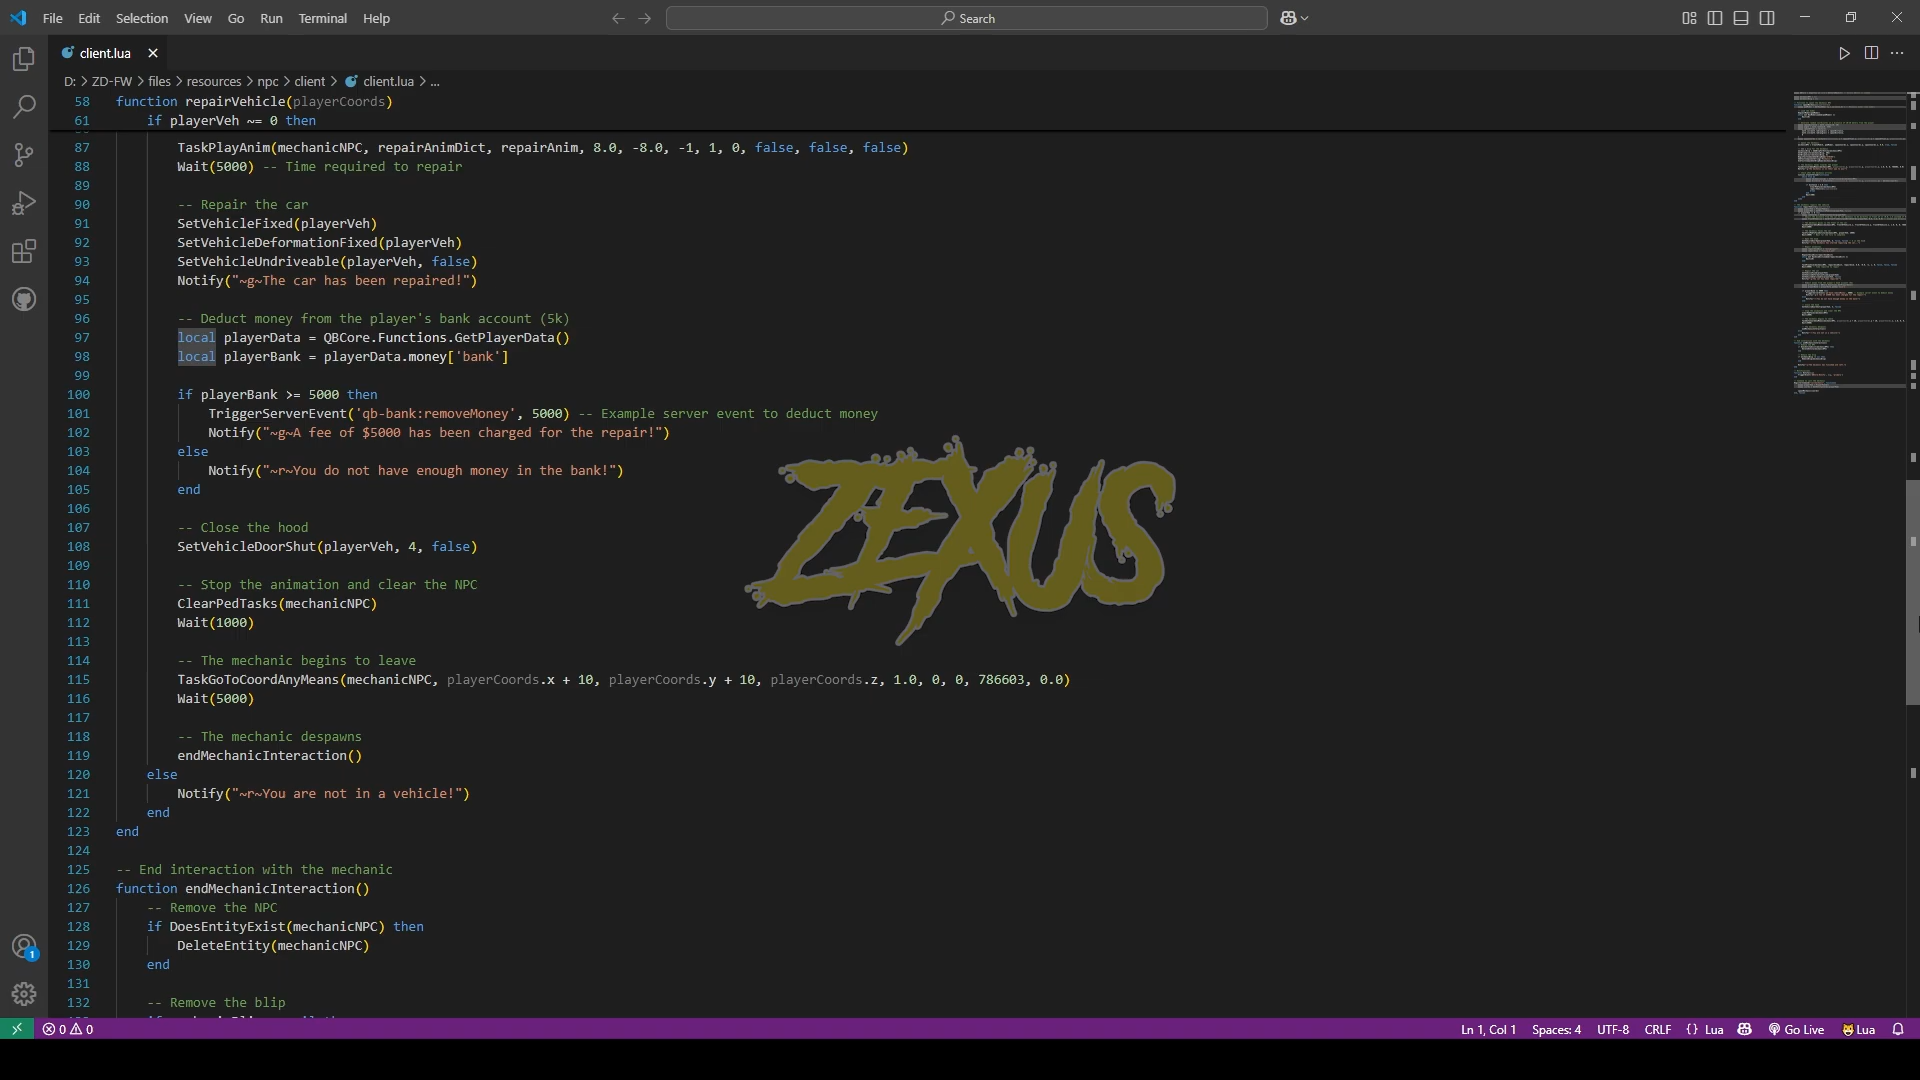 File Edit Selection View Go Run Terminal Help
Search
client.lua
D: > ZD-FW > files > resources > npc > client > client.lua > ...
58 function repairVehicle(playerCoords)
61 if playerVeh ~= 0 then
87 TaskPlayAnim(mechanicNPC, repairAnimDict, repairAnim, 8.0, -8.0, -1, 1, 0, false, false, false)
88 Wait(5000) -- Time required to repair
89
90 -- Repair the car
91 SetVehicleFixed(playerVeh)
92 SetVehicleDeformationFixed(playerVeh)
93 SetVehicleUndriveable(playerVeh, false)
94 Notify("~g~The car has been repaired!")
95
96 -- Deduct money from the player's bank account (5k)
97 local playerData = QBCore.Functions.GetPlayerData()
98 local playerBank = playerData.money['bank']
99
100 if playerBank >= 5000 then
101 TriggerServerEvent('qb-bank:removeMoney', 5000) -- Example server event to deduct money
102 Notify("~g~A fee of $5000 has been charged for the repair!")
103 else
104 Notify("~r~You do not have enough money in the bank!")
105 end
106
107 -- Close the hood
108 SetVehicleDoorShut(playerVeh, 4, false)
109
110 -- Stop the animation and clear the NPC
111 ClearPedTasks(mechanicNPC)
112 Wait(1000)
113
114 -- The mechanic begins to leave
115 TaskGoToCoordAnyMeans(mechanicNPC, playerCoords.x + 10, playerCoords.y + 10, playerCoords.z, 1.0, 0, 0, 786603, 0.0)
116 Wait(5000)
117
118 -- The mechanic despawns
119 endMechanicInteraction()
120 else
121 Notify("~r~You are not in a vehicle!")
122 end
123 end
124
125 -- End interaction with the mechanic
126 function endMechanicInteraction()
127 -- Remove the NPC
128 if DoesEntityExist(mechanicNPC) then
129 DeleteEntity(mechanicNPC)
130 end
131
132 -- Remove the blip
ZEXUS
1
0 0 Ln 1, Col 1 Spaces: 4 UTF-8 CRLF {} Lua Go Live Lua